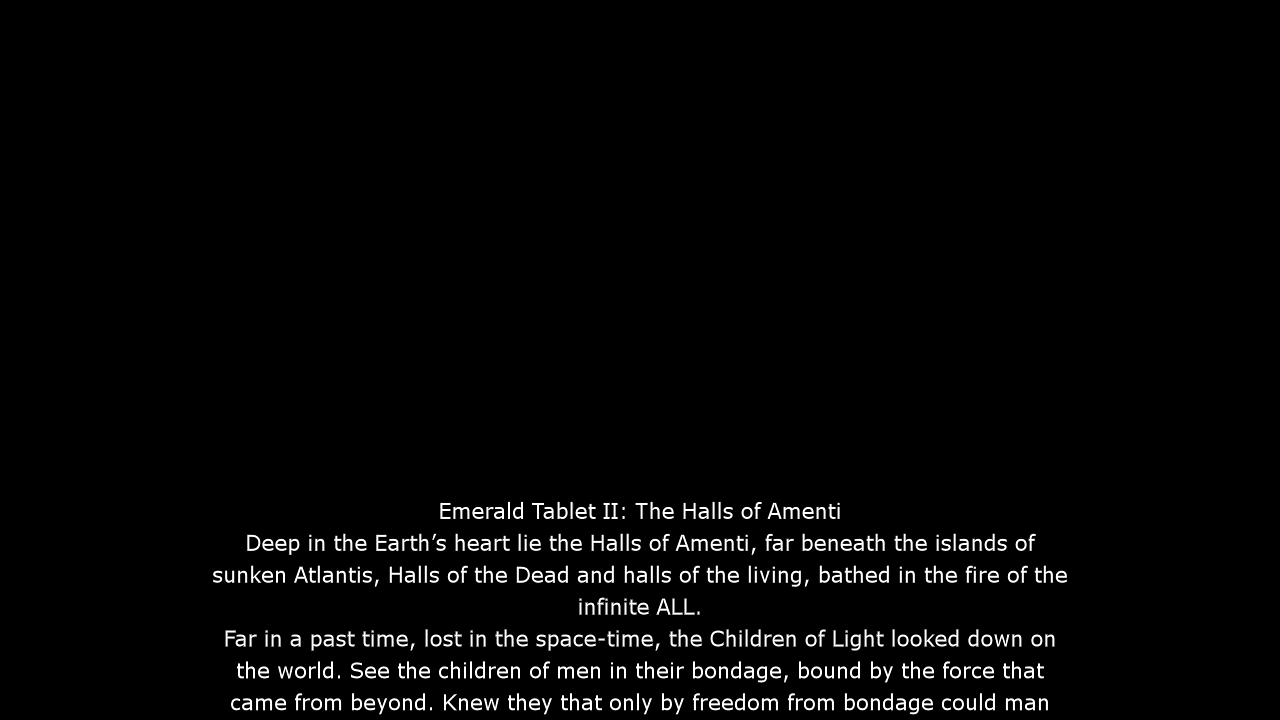 Emerald Tablet II: The Halls of Amenti
Deep in the Earth’s heart lie the Halls of Amenti, far beneath the islands of
sunken Atlantis, Halls of the Dead and halls of the living, bathed in the fire of the
infinite ALL.
Far in a past time, lost in the space-time, the Children of Light looked down on
the world. See the children of men in their bondage, bound by the force that
came from beyond. Knew they that only by freedom from bondage could man